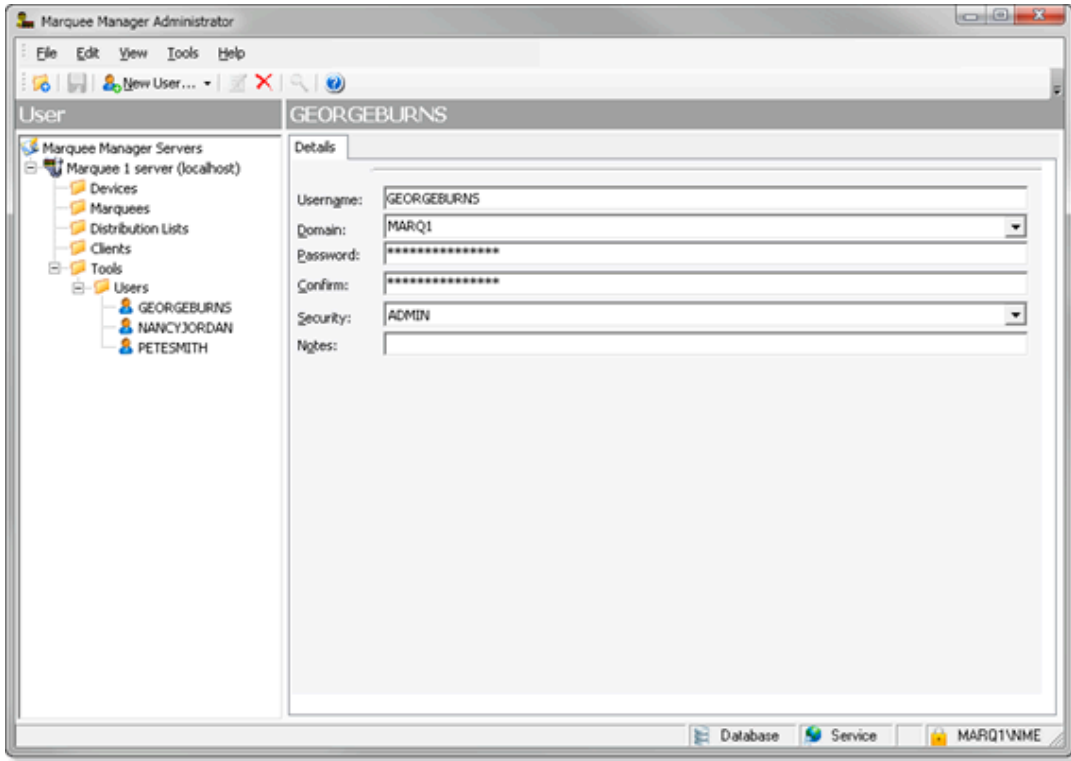 Marquee Manager Administrator
File Edit View Tools Help
New User...
User
GEORGEBURNS
Marquee Manager Servers
Marquee 1 server (localhost)
Devices
Marquees
Distribution Lists
Clients
Tools
Users
GEORGEBURNS
NANCYJORDAN
PETESMITH
Details
Username: GEORGEBURNS
Domain: MARQ1
Password: ***************
Confirm: ***************
Security: ADMIN
Notes:
Database Service MARQ1\NME